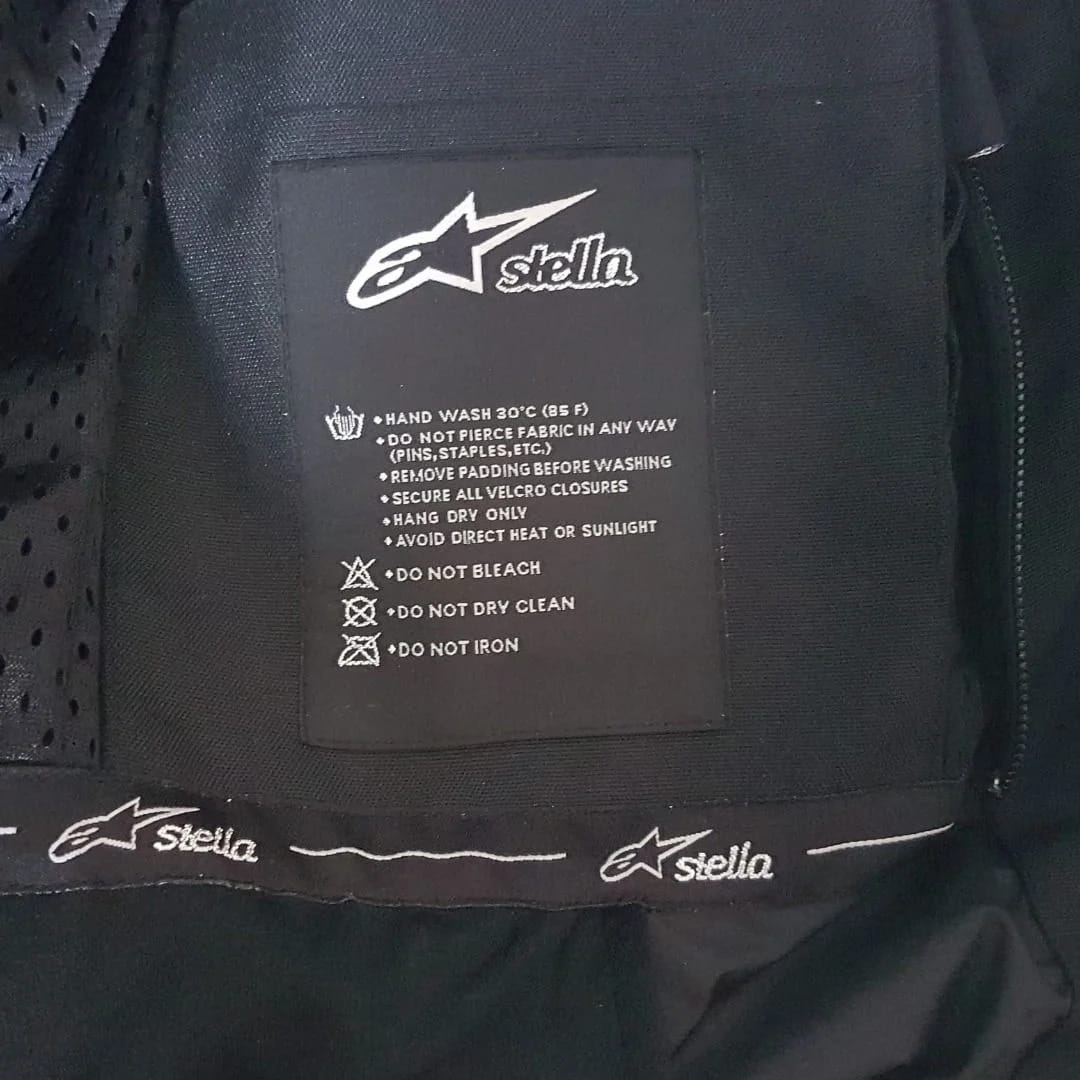 stella
• HAND WASH 30°C (85 F)
• DO NOT PIERCE FABRIC IN ANY WAY
(PINS, STAPLES, ETC.)
• REMOVE PADDING BEFORE WASHING
• SECURE ALL VELCRO CLOSURES
• HANG DRY ONLY
• AVOID DIRECT HEAT OR SUNLIGHT
• DO NOT BLEACH
• DO NOT DRY CLEAN
• DO NOT IRON
stella
stella